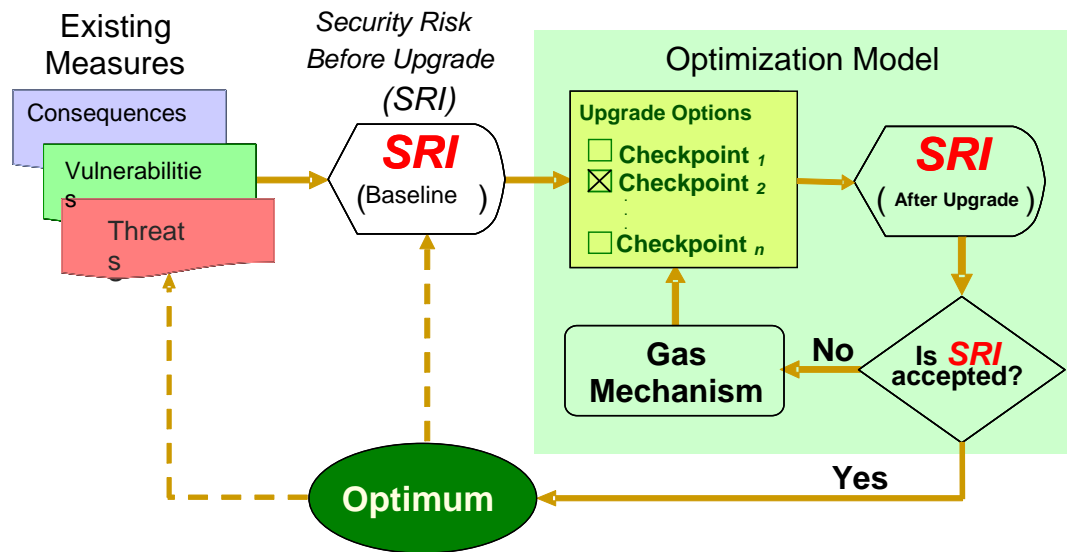 Existing
Measures
Consequences
Vulnerabilitie
s
Threat
s
Security Risk
Before Upgrade
(SRI)
SRI
(Baseline )
Optimization Model
Upgrade Options
Checkpoint 1
Checkpoint 2
.
.
.
.
Checkpoint n
SRI
( After Upgrade )
Is SRI
accepted?
No
Gas
Mechanism
Yes
Optimum